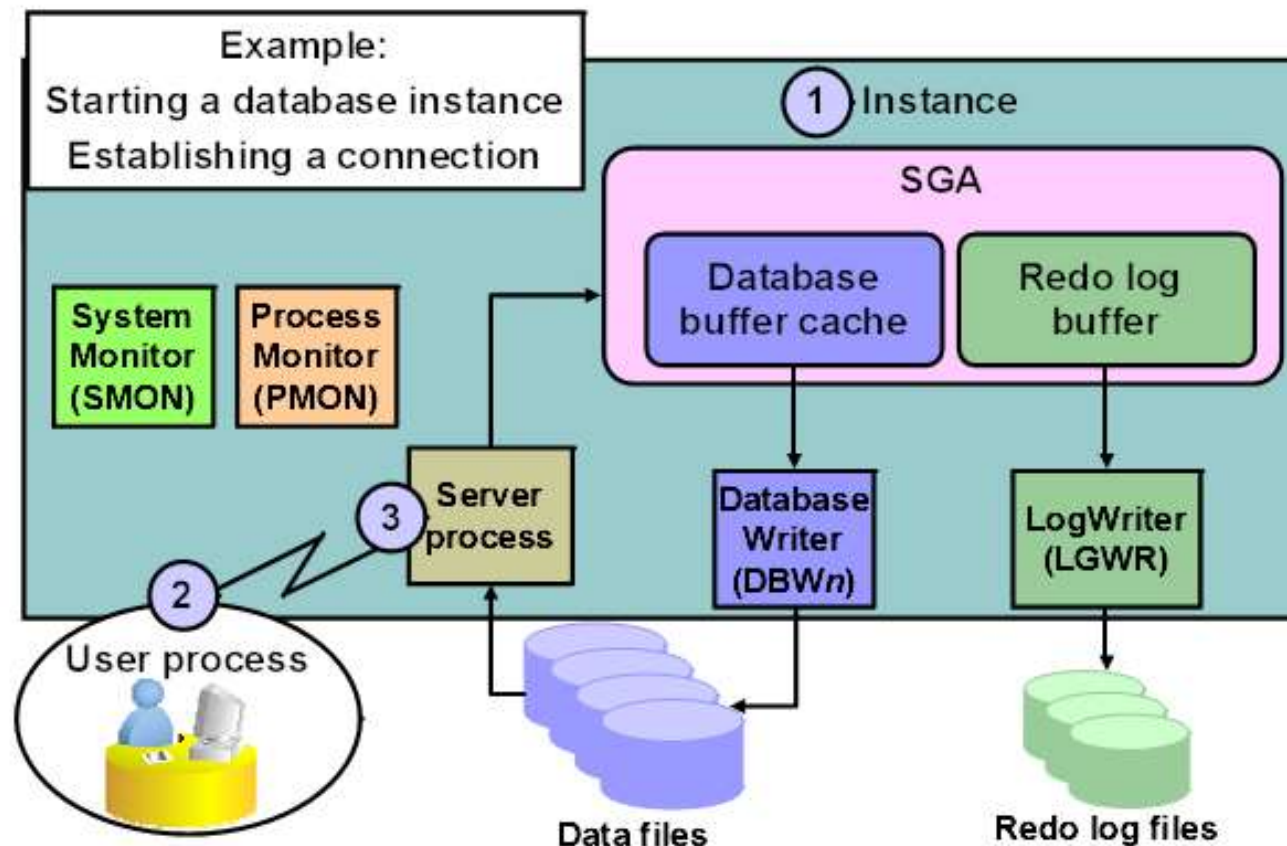 Example:
Starting a database instance
Establishing a connection
1 Instance
SGA
Database
buffer cache
Redo log
buffer
System
Monitor
(SMON)
Process
Monitor
(PMON)
3
Server
process
Database
Writer
(DBWn)
LogWriter
(LGWR)
2
User process
Data files
Redo log files